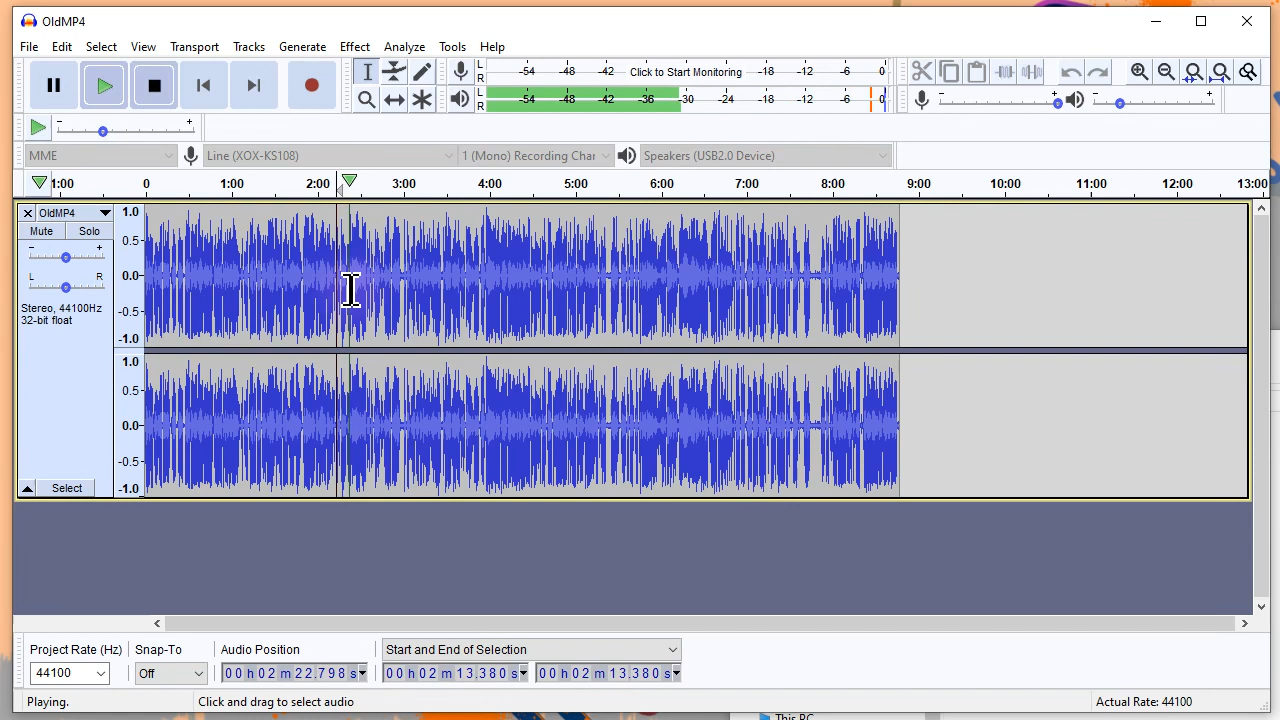 OldMP4
File Edit Select View Transport Tracks Generate Effect Analyze Tools Help
L R -54 -48 -42 Click to Start Monitoring -18 -12 -6 0
L R -54 -48 -42 -36 -30 -24 -18 -12 -6 0
- +
MME Line (XOX-KS108) 1 (Mono) Recording Char Speakers (USB2.0 Device)
1:00 0 1:00 2:00 3:00 4:00 5:00 6:00 7:00 8:00 9:00 10:00 11:00 12:00 13:00
OldMP4
Mute Solo
- +
L R
Stereo, 44100Hz
32-bit float
Select
1.0
0.5
0.0
-0.5
-1.0
1.0
0.5
0.0
-0.5
-1.0
Project Rate (Hz) Snap-To Audio Position Start and End of Selection
44100 Off 00h02m22.798s 00h02m13.380s 00h02m13.380s
Playing. Click and drag to select audio Actual Rate: 44100
This PC